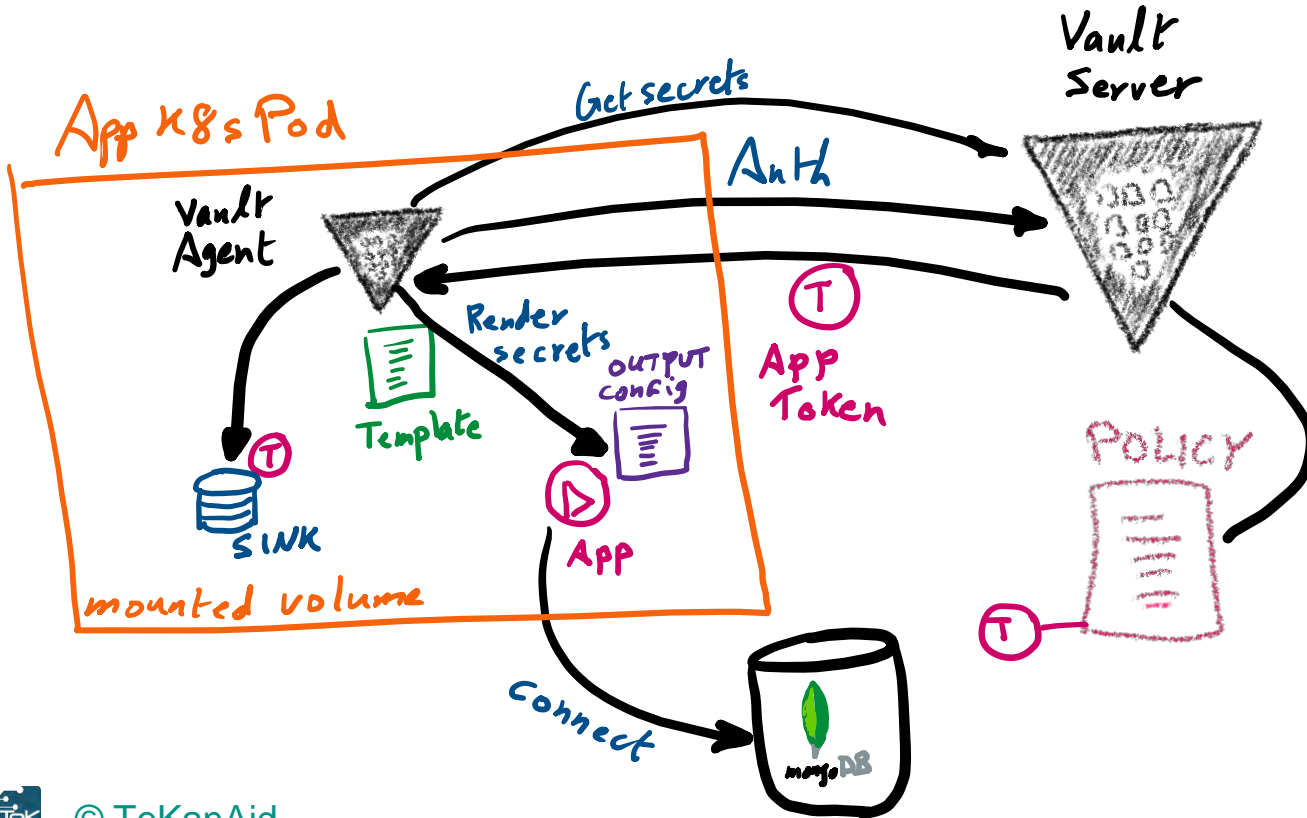 Vault
Server
Get secrets
App K8s Pod
Auth
Vault
Agent
T
Render
secrets
OUTPUT
config
App
Token
Template
T
POLICY
SINK
App
mounted volume
T
Connect
mongoDB
TeK
© TeKanAid